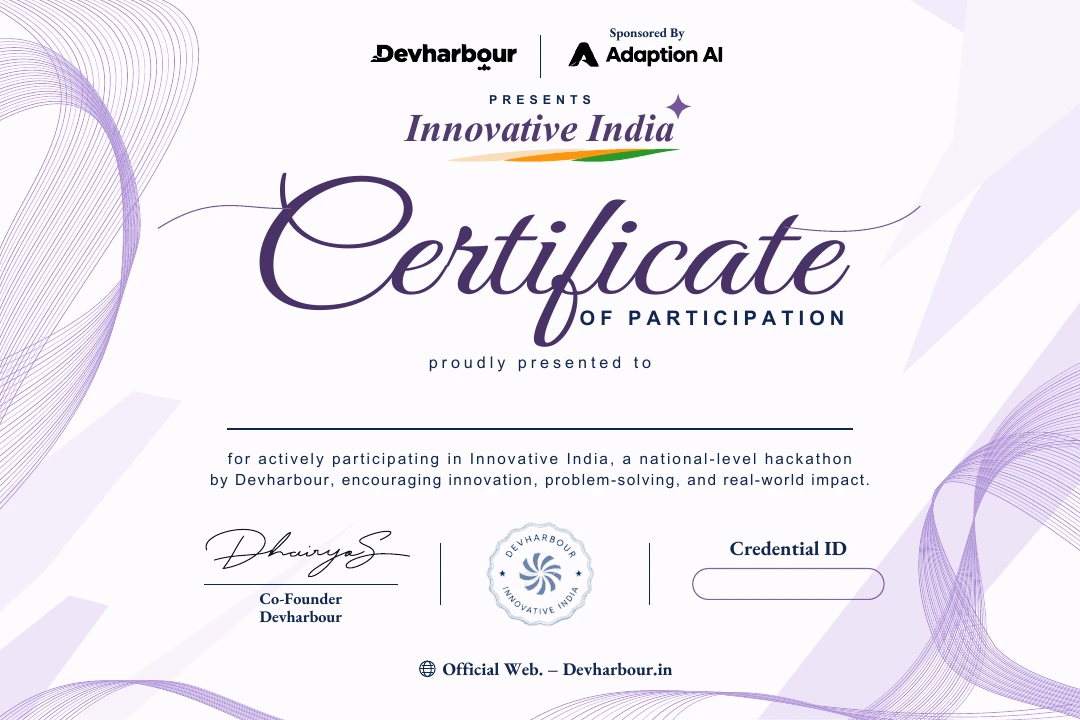 Devharbour
Sponsored By
Adaption AI
PRESENTS
Innovative India
Certificate
OF PARTICIPATION
proudly presented to
for actively participating in Innovative India, a national-level hackathon
by Devharbour, encouraging innovation, problem-solving, and real-world impact.
DhairyaS
Co-Founder
Devharbour
DEVHARBOUR
INNOVATIVE INDIA
Credential ID
Official Web. – Devharbour.in